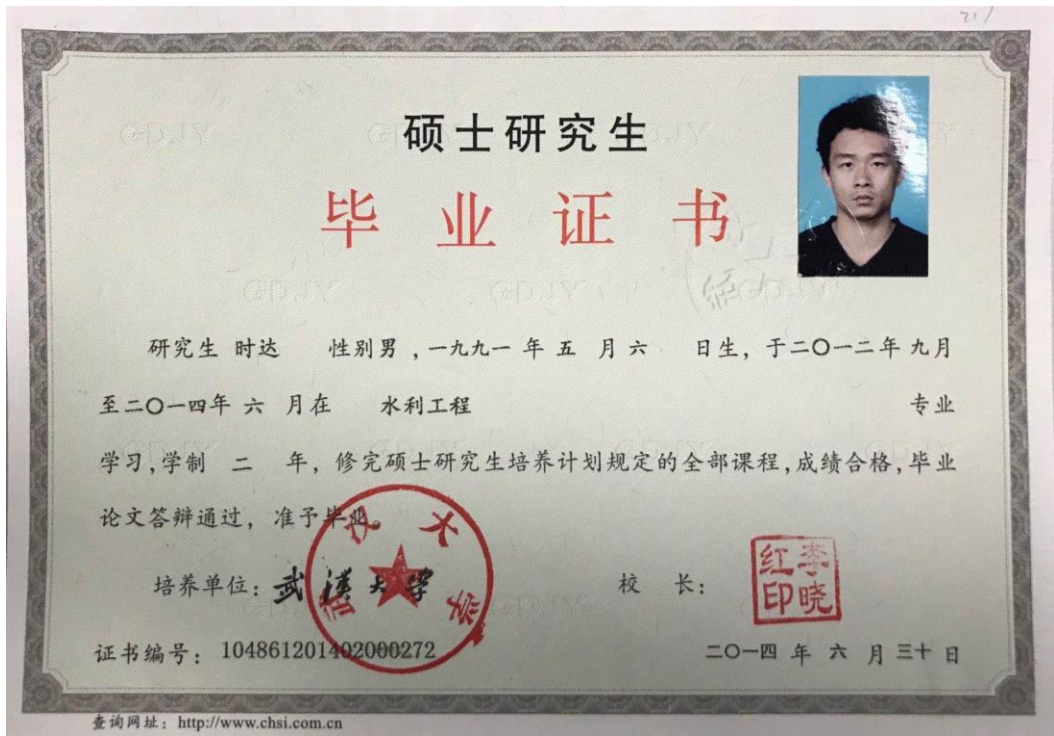 21
硕士研究生
毕业证书
研究生 时达 性别男，一九九一 年 五 月 六 日生，于二〇一二年 九月
至二〇一四年 六 月在 水利工程 专业
学习，学制 二 年，修完硕士研究生培养计划规定的全部课程，成绩合格，毕业
论文答辩通过，准予毕业。
培养单位：武漢大学 校 长：
武汉大学
李晓红印
证书编号：104861201402000272 二〇一四 年 六 月 三十 日
查询网址：http://www.chsi.com.cn